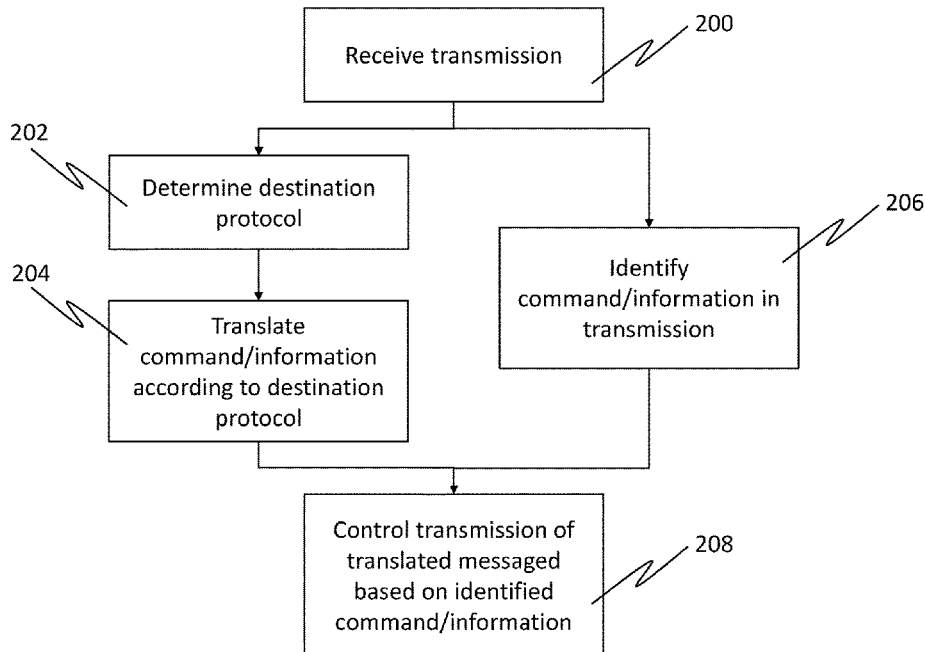 200
Receive transmission
202
Determine destination
protocol
206
Identify
command/information in
transmission
204
Translate
command/information
according to destination
protocol
Control transmission of
translated messaged
based on identified
command/information
208